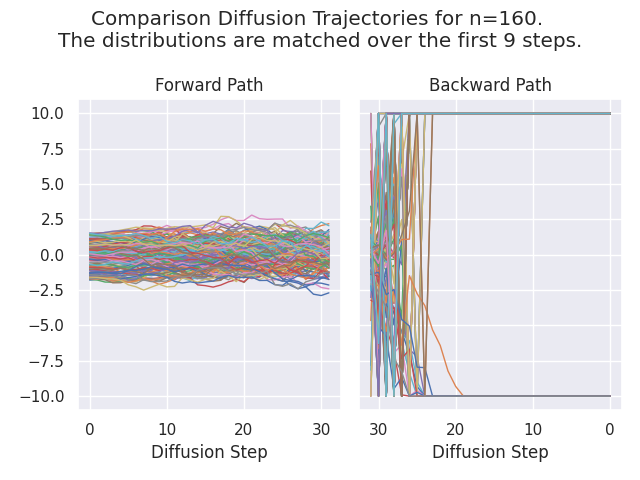 Comparison Diffusion Trajectories for n=160.
The distributions are matched over the first 9 steps.
Forward Path
Backward Path
10.0
7.5
5.0
2.5
0.0
−2.5
−5.0
−7.5
−10.0
0
10
20
30
30
20
10
0
Diffusion Step
Diffusion Step